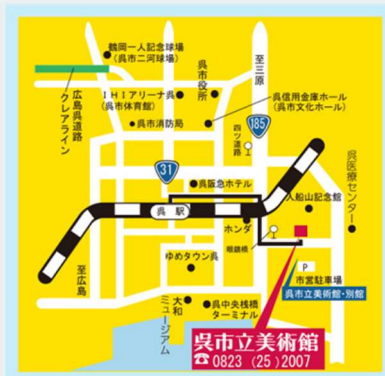 鶴岡一人記念球場
（呉市二河球場）
至三原
呉市役所
広島呉道路
クレアライン
ＩＨＩアリーナ呉
（呉市体育館）
呉信用金庫ホール
（呉市文化ホール）
呉市消防局
四ツ道路
185
31
呉医療センター
呉阪急ホテル
入船山記念館
呉駅
ホンダ
眼鏡橋
ゆめタウン呉
P
市営駐車場
至広島
呉市立美術館・別館
大和
ミュージアム
呉中央桟橋
ターミナル
呉市立美術館
☎ 0823（25）2007